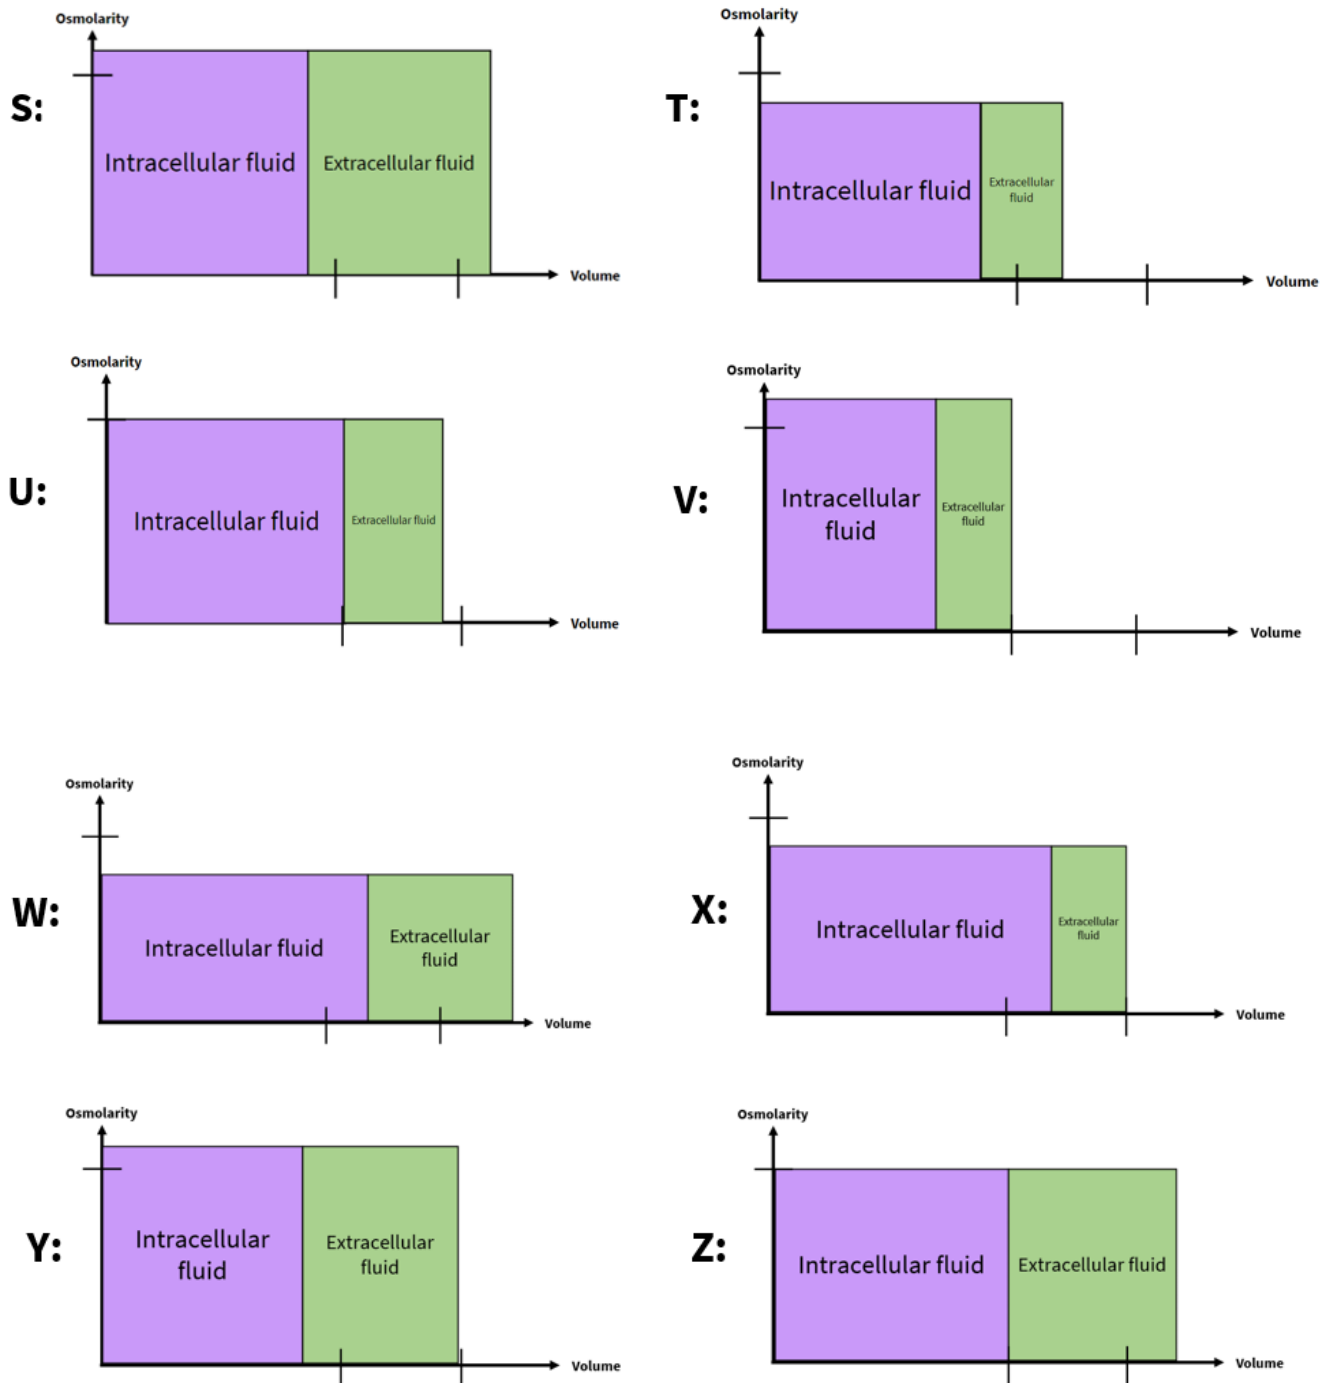 Osmolarity
S:
Intracellular fluid
Extracellular fluid
Volume
Osmolarity
T:
Intracellular fluid
Extracellular
fluid
Volume
Osmolarity
U:
Intracellular fluid
Extracellular fluid
Volume
Osmolarity
V:
Intracellular
fluid
Extracellular
fluid
Volume
Osmolarity
W:
Intracellular fluid
Extracellular
fluid
Volume
Osmolarity
X:
Intracellular fluid
Extracellular
fluid
Volume
Osmolarity
Y:
Intracellular
fluid
Extracellular
fluid
Volume
Osmolarity
Z:
Intracellular fluid
Extracellular fluid
Volume